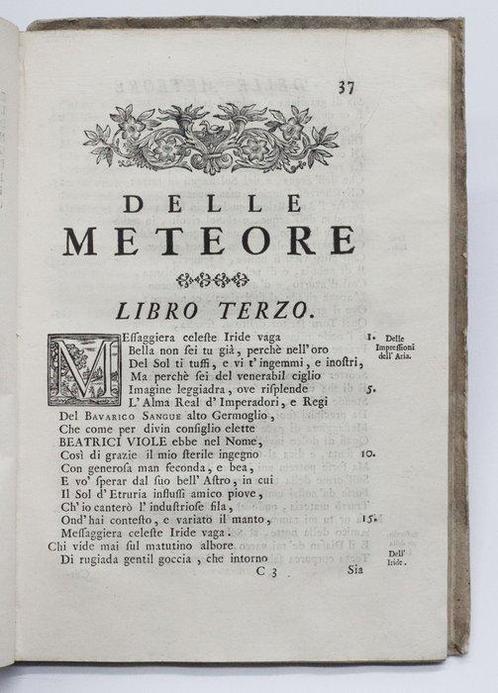 37
DELLE
METEORE
LIBRO TERZO.
MEſſaggiera celeſte Iride vaga
1. Delle Impreſſioni dell' Aria.
Bella non ſei tu già, perchè nell'oro
Del Sol ti tuffi, e vi t'ingemmi, e inoſtri,
Ma perchè ſei del venerabil ciglio
Imagine leggiadra, ove riſplende
5.
L'Alma Real d'Imperadori, e Regi
Del BAVARICO SANGUE alto Germoglio,
Che come per divin conſiglio elette
BEATRICI VIOLE ebbe nel Nome,
Così di grazie il mio ſterile ingegno
10.
Con generoſa man feconda, e bea,
E vo' ſperar dal ſuo bell'Aſtro, in cui
Il Sol d'Etruria influſſi amico piove,
Ch'io canterò l'induſtrioſe fila,
Ond'hai conteſto, e variato il manto,
15.
Meſſaggiera celeſte Iride vaga.
Chi vide mai ſul matutino albore
Di rugiada gentil goccia, che intorno
Dell' Iride.
C 3
Sia